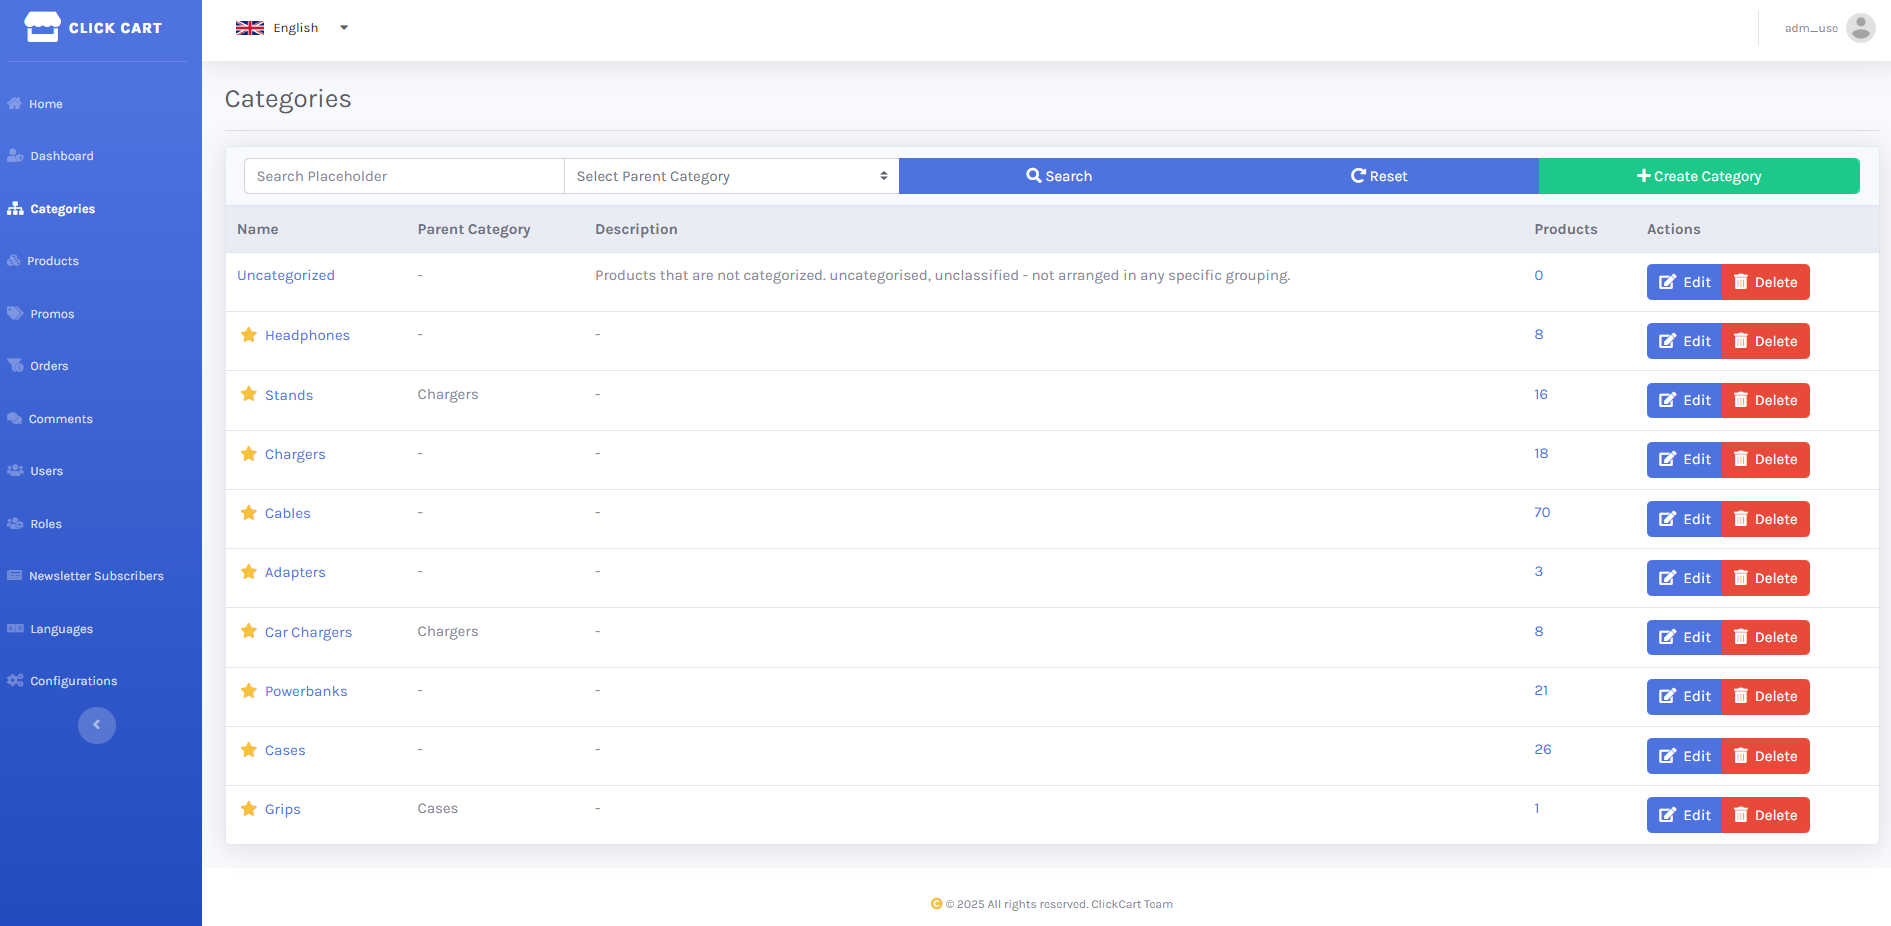 CLICK CART
English
adm_use
Home
Dashboard
Categories
Products
Promos
Orders
Comments
Users
Roles
Newsletter Subscribers
Languages
Configurations
Categories
Search Placeholder Select Parent Category Search Reset Create Category
Name Parent Category Description Products Actions
Uncategorized - Products that are not categorized. uncategorised, unclassified - not arranged in any specific grouping. 0 Edit Delete
Headphones - - 8 Edit Delete
Stands Chargers - 16 Edit Delete
Chargers - - 18 Edit Delete
Cables - - 70 Edit Delete
Adapters - - 3 Edit Delete
Car Chargers Chargers - 8 Edit Delete
Powerbanks - - 21 Edit Delete
Cases - - 26 Edit Delete
Grips Cases - 1 Edit Delete
© © 2025 All rights reserved. ClickCart Team